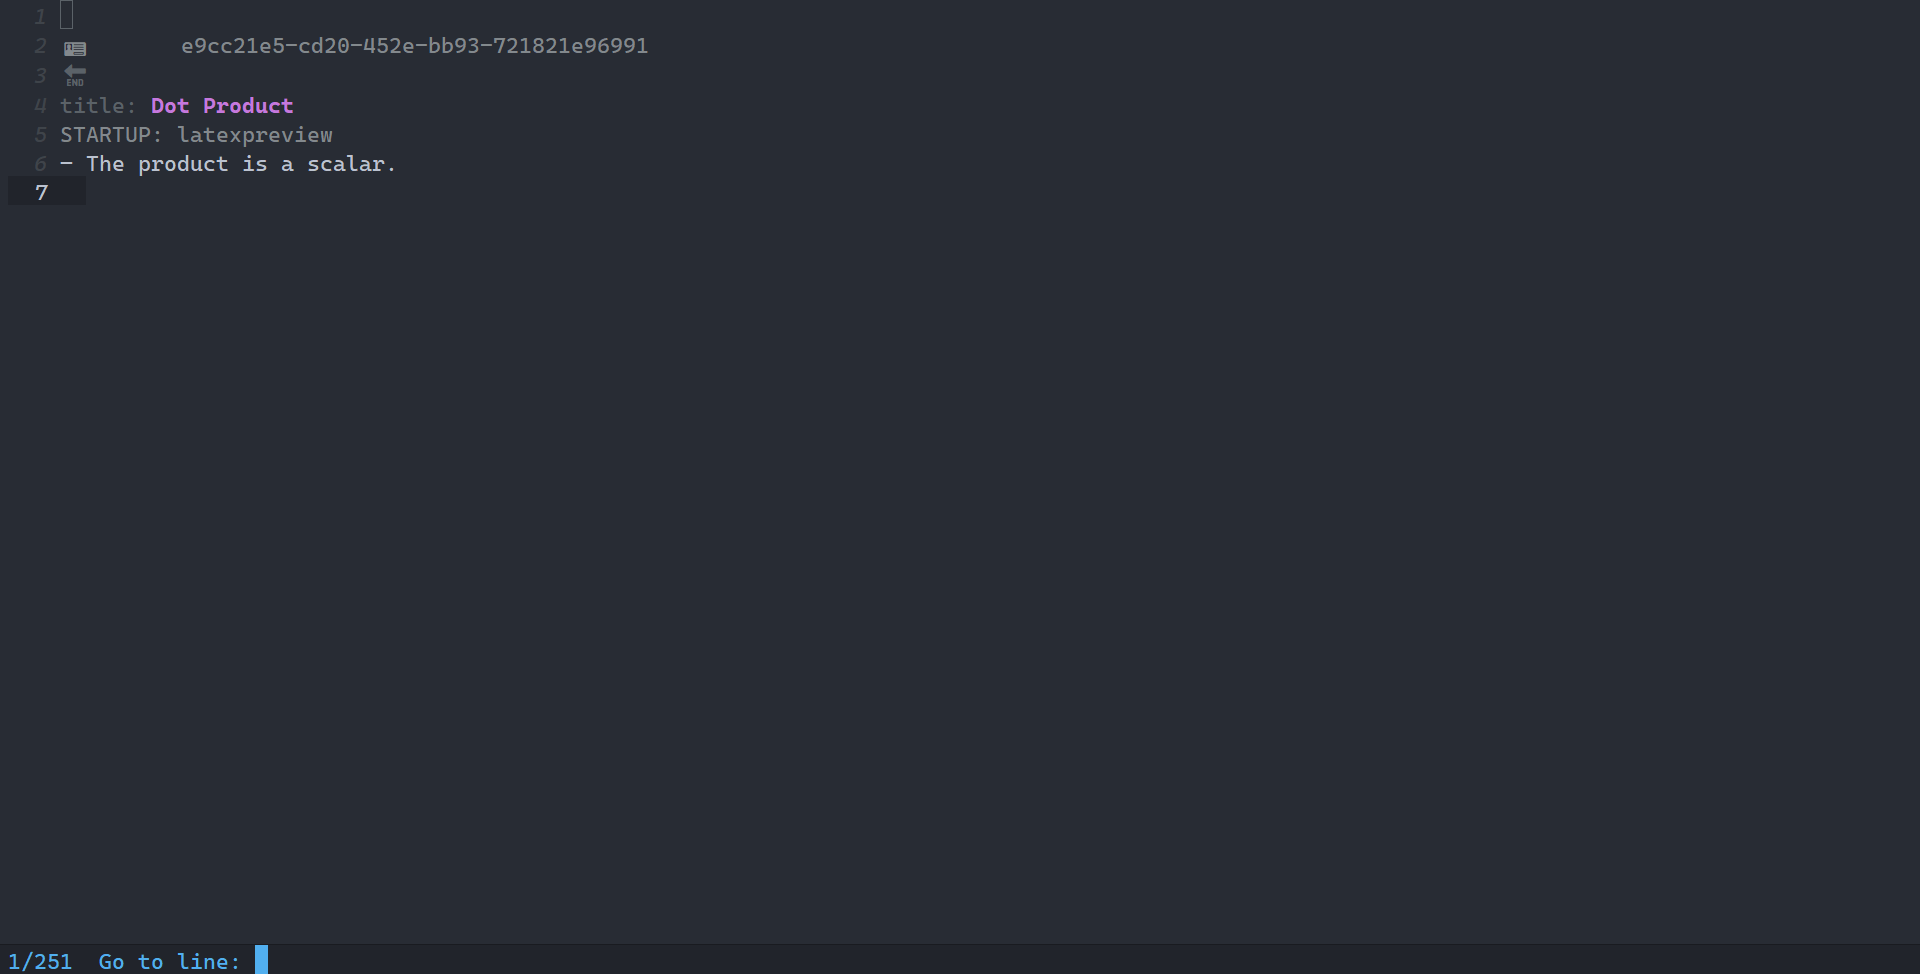 1
2 e9cc21e5-cd20-452e-bb93-721821e96991
3 END
4 title: Dot Product
5 STARTUP: latexpreview
6 - The product is a scalar.
7
1/251 Go to line: